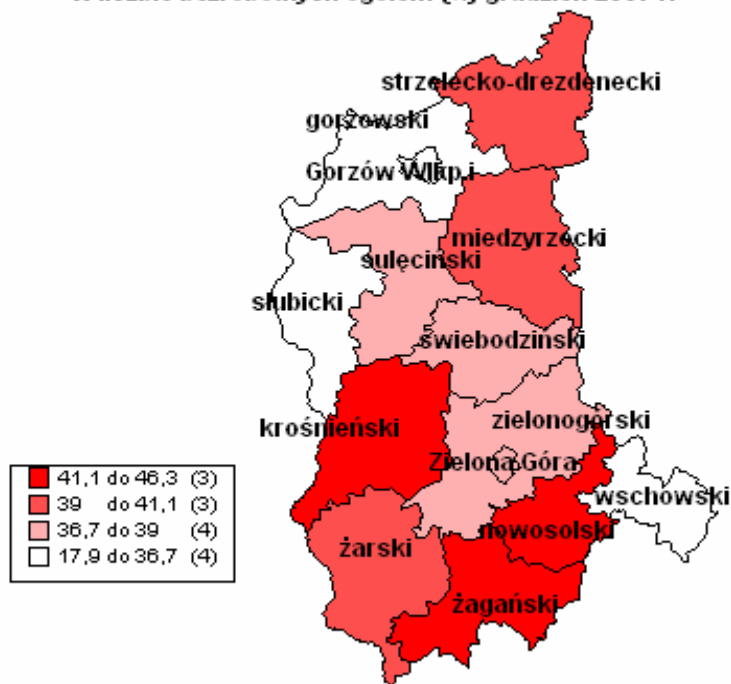 strzelecko-drezdenecki
gorzowski
Gorzów Wlkp.i
miedzyrzecki
sulęciński
słubicki
świebodziński
zielonogórski
krośnieński
Zielona Góra
wschowski
nowosolski
żarski
żagański
41,1 do 46,3 (3)
39 do 41,1 (3)
36,7 do 39 (4)
17,9 do 36,7 (4)